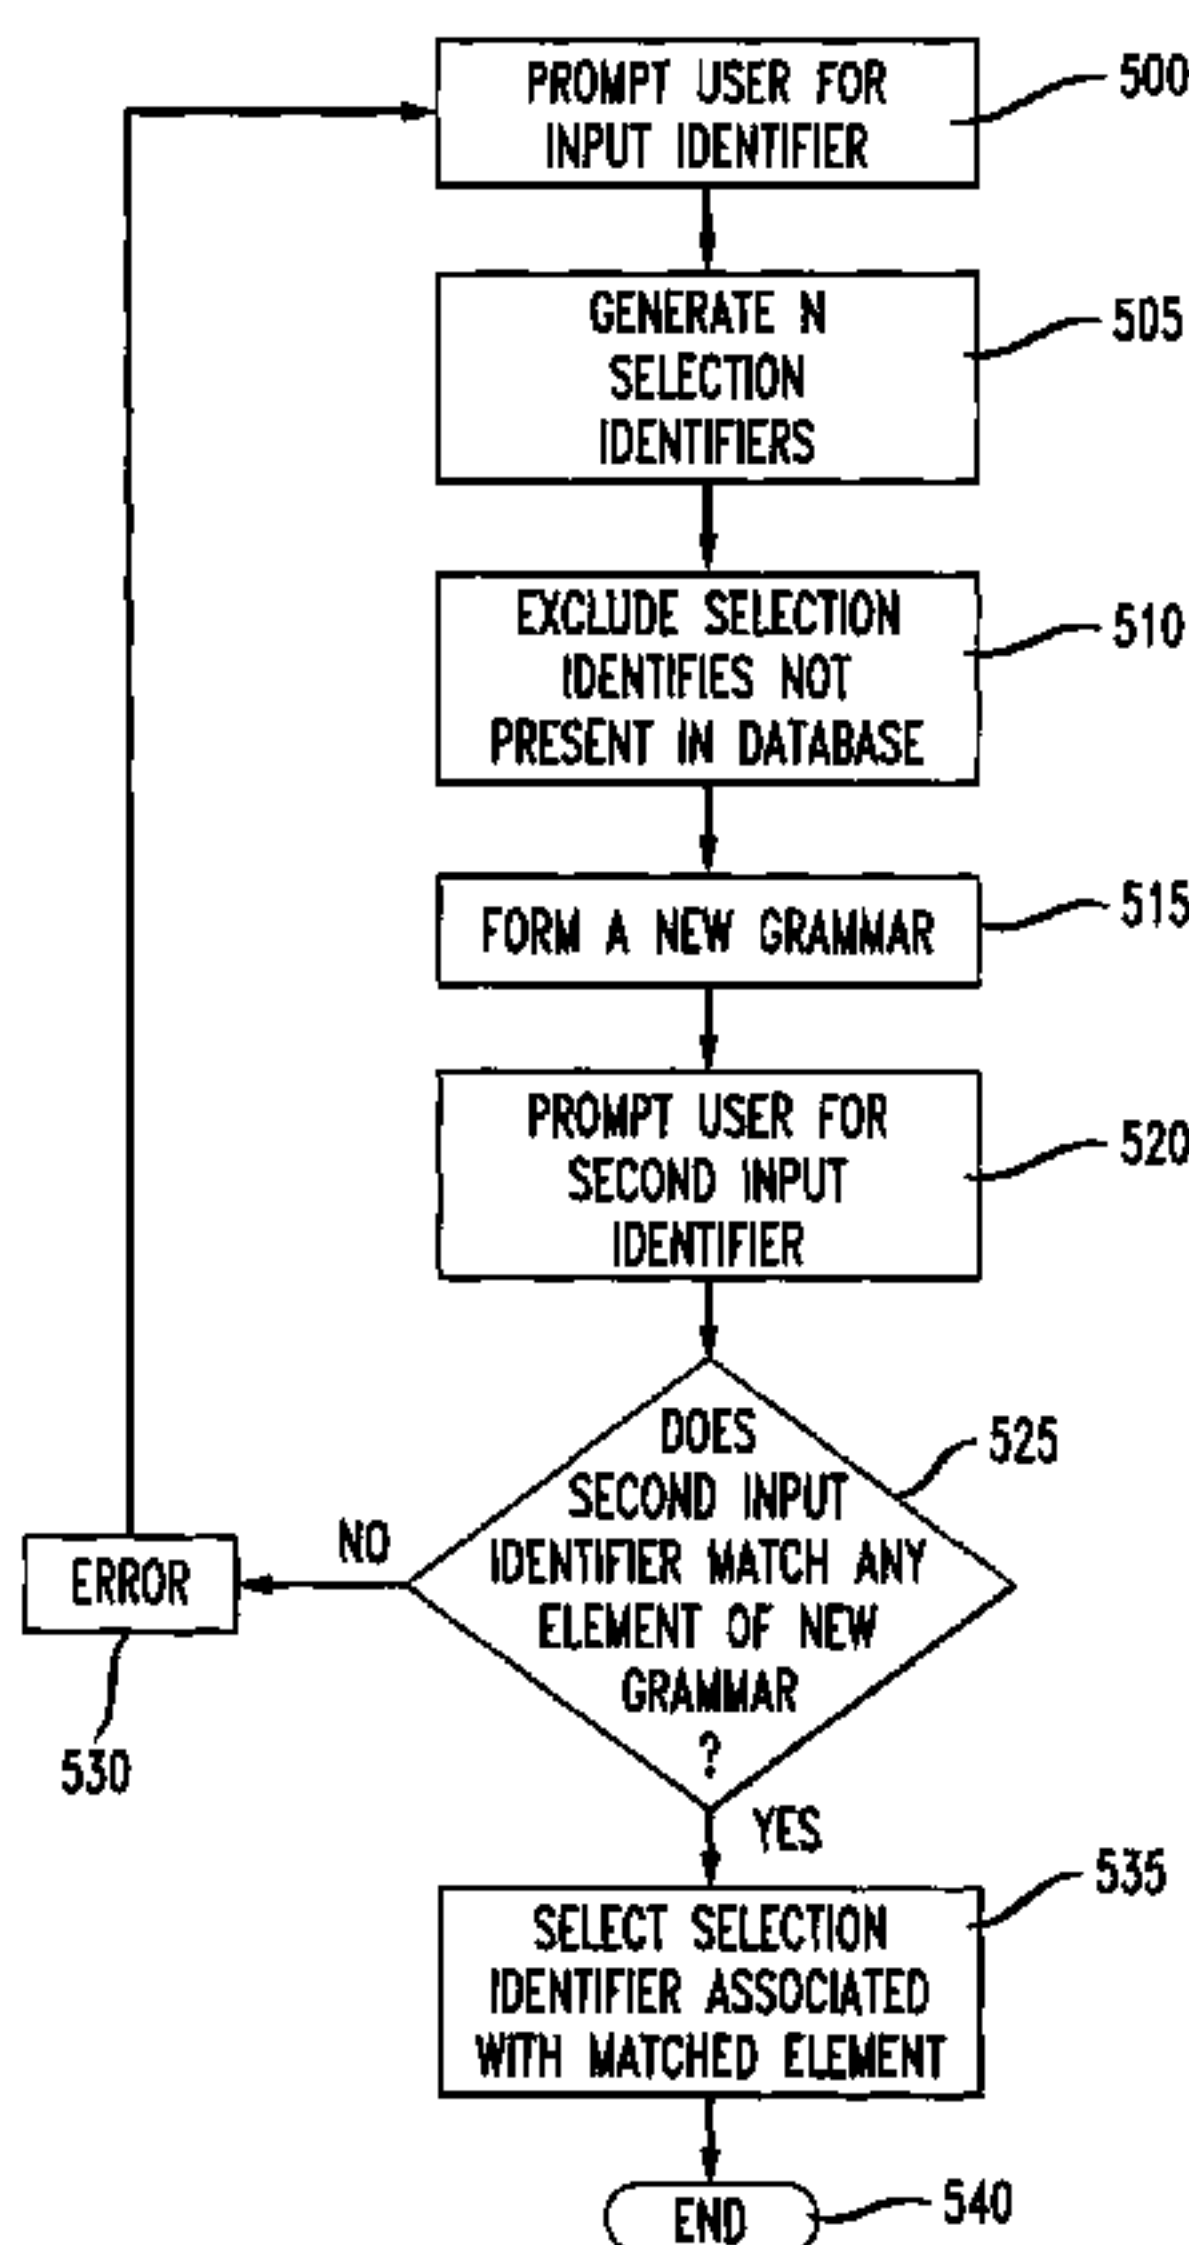 PROMPT USER FOR
INPUT IDENTIFIER
500
GENERATE N
SELECTION
IDENTIFIERS
505
EXCLUDE SELECTION
IDENTIFIES NOT
PRESENT IN DATABASE
510
FORM A NEW GRAMMAR
515
PROMPT USER FOR
SECOND INPUT
IDENTIFIER
520
DOES
SECOND INPUT
IDENTIFIER MATCH ANY
ELEMENT OF NEW
GRAMMAR
?
525
NO
ERROR
530
YES
SELECT SELECTION
IDENTIFIER ASSOCIATED
WITH MATCHED ELEMENT
535
END
540